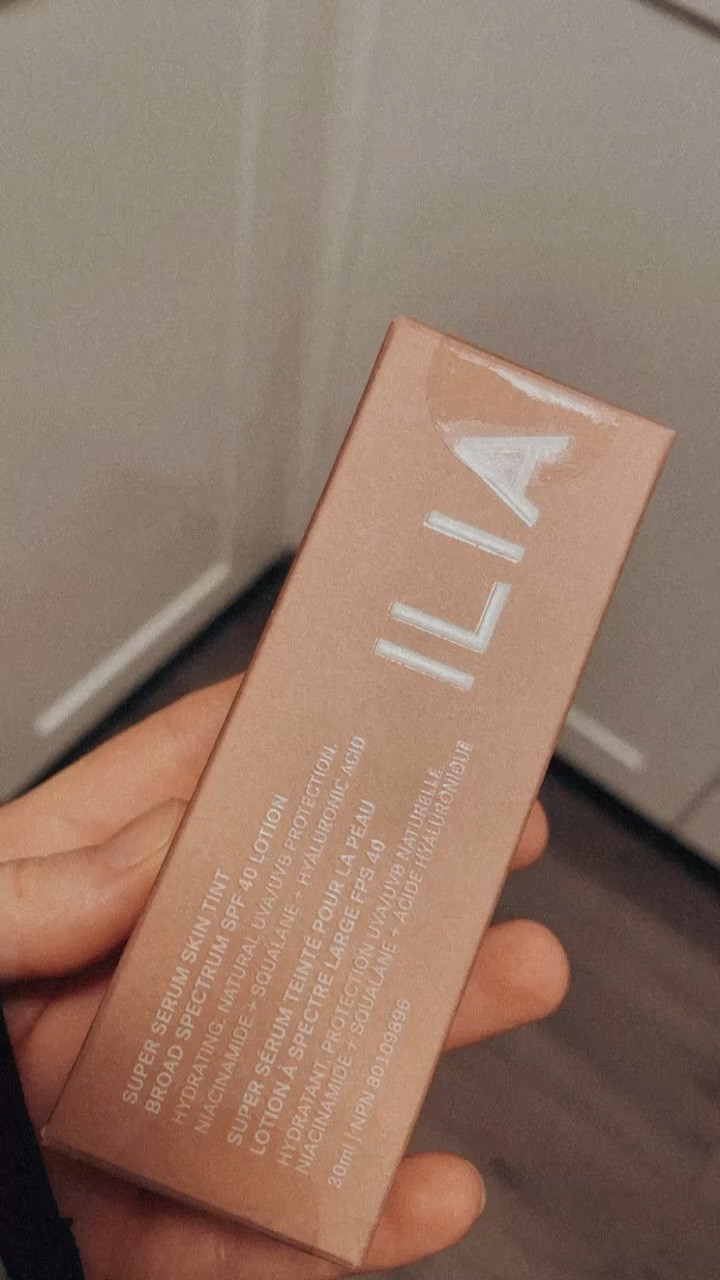 ILIA
SUPER SERUM SKIN TINT
BROAD SPECTRUM SPF 40 LOTION
HYDRATING. NATURAL UVA/UVB PROTECTION.
NIACINAMIDE + SQUALANE + HYALURONIC ACID
SUPER SÉRUM TEINTÉ POUR LA PEAU
LOTION À SPECTRE LARGE FPS 40
HYDRATANT. PROTECTION UVA/UVB NATURELLE.
NIACINAMIDE + SQUALANE + ACIDE HYALURONIQUE
30ml | NPN 80109896